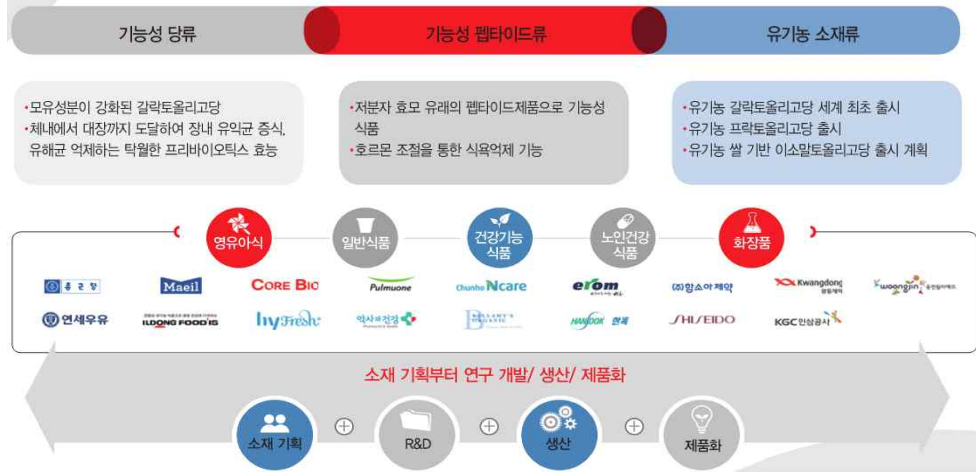 기능성 당류
기능성 펩타이드류
유기농 소재류
•모유성분이 강화된 갈락토올리고당
•체내에서 대장까지 도달하여 장내 유익균 증식,
유해균 억제하는 탁월한 프리바이오틱스 효능
•저분자 효모 유래의 펩타이드제품으로 기능성
식품
•호르몬 조절을 통한 식욕억제 기능
•유기농 갈락토올리고당 세계 최초 출시
•유기농 프락토올리고당 출시
•유기농 쌀 기반 이소말토올리고당 출시 계획
영유아식
일반식품
건강기능
식품
노인건강
식품
화장품
종근당
Maeil
CORE BIO
Pulmuone
Chunho Ncare
erom
(주)함소아제약
Kwangdong
광동제약
woongjin
연세우유
ILDONG FOODIS
hyFresh
약사의건강
HANDOK 한독
SHISEIDO
KGC인삼공사
소재 기획부터 연구 개발/ 생산/ 제품화
소재 기획
R&D
생산
제품화